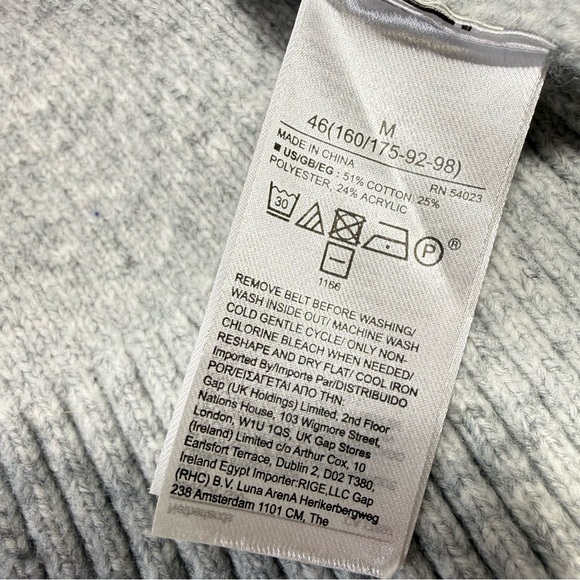 M
46(160/175-92-98)
MADE IN CHINA RN 54023
■ US/GB/EG : 51% COTTON, 25%
POLYESTER, 24% ACRYLIC
30 P ®
1166
REMOVE BELT BEFORE WASHING/
WASH INSIDE OUT/ MACHINE WASH
COLD GENTLE CYCLE/ ONLY NON-
CHLORINE BLEACH WHEN NEEDED/
RESHAPE AND DRY FLAT/ COOL IRON
Imported By/Importe Par/DISTRIBUIDO
POR/ΕΙΣΑΓΕΤΑΙ ΑΠΟ ΤΗΝ:
Gap (UK Holdings) Limited, 2nd Floor
Nations House, 103 Wigmore Street,
London, W1U 1QS, UK Gap Stores
(Ireland) Limited c/o Arthur Cox, 10
Earlsfort Terrace, Dublin 2, D02 T380,
Ireland Egypt Importer:RIGE,LLC Gap
(RHC) B.V. Luna ArenA Herikerbergweg
238 Amsterdam 1101 CM, The